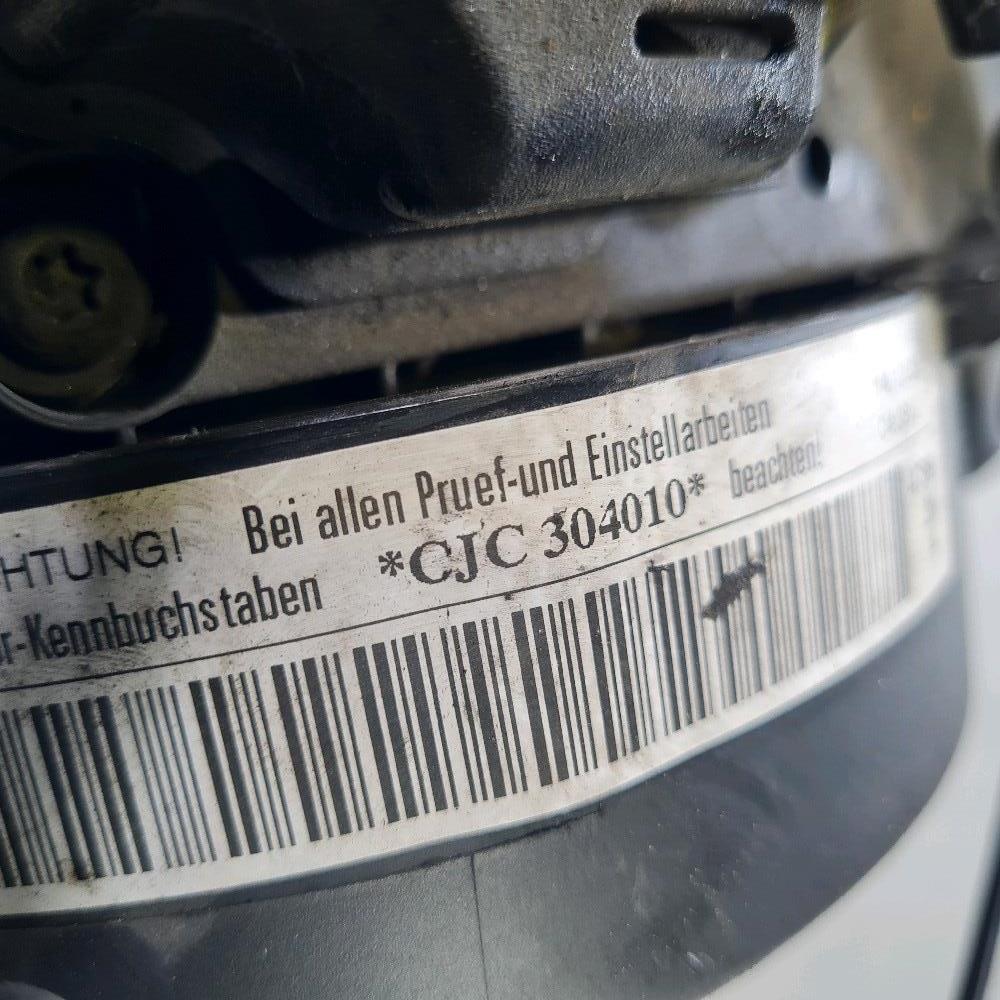 HTUNG! Bei allen Pruef-und Einstellarbeiten
r-Kennbuchstaben *CJC 304010* beachten!